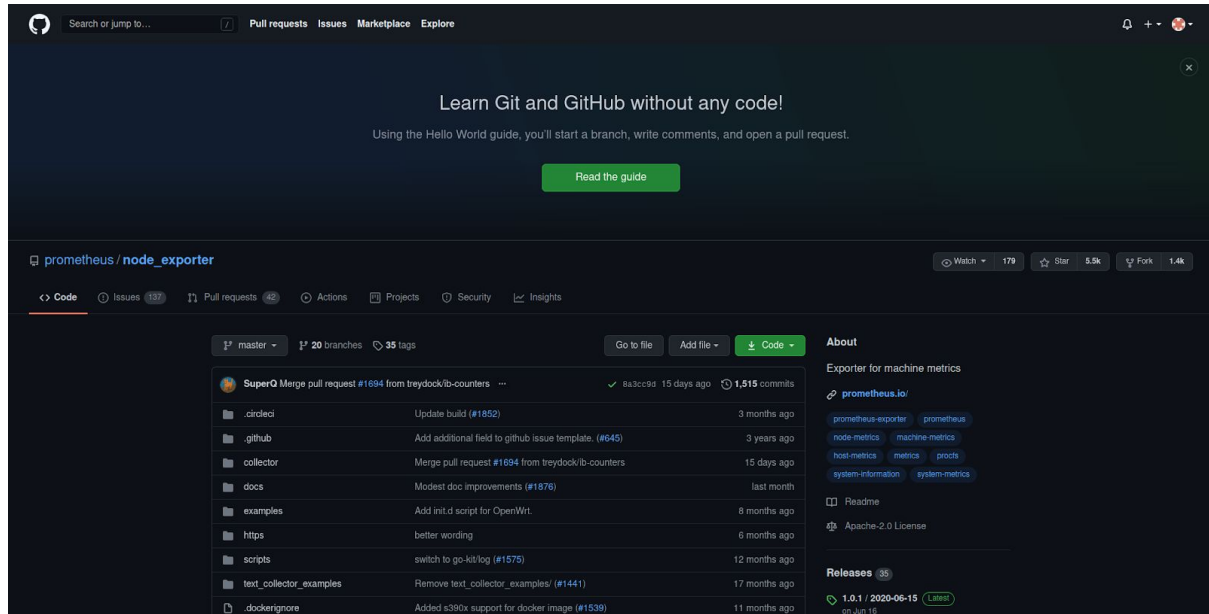 Search or jump to... / Pull requests Issues Marketplace Explore
Learn Git and GitHub without any code!
Using the Hello World guide, you'll start a branch, write comments, and open a pull request.
Read the guide
prometheus / node_exporter
Watch 179 Star 5.5k Fork 1.4k
Code Issues 137 Pull requests 42 Actions Projects Security Insights
master 20 branches 35 tags Go to file Add file Code
SuperQ Merge pull request #1694 from treydock/ib-counters ... 8a3cc9d 15 days ago 1,515 commits
.circleci Update build (#1852) 3 months ago
.github Add additional field to github issue template. (#645) 3 years ago
collector Merge pull request #1694 from treydock/ib-counters 15 days ago
docs Modest doc improvements (#1876) last month
examples Add init.d script for OpenWrt. 8 months ago
https better wording 6 months ago
scripts switch to go-kit/log (#1575) 12 months ago
text_collector_examples Remove text_collector_examples/ (#1441) 17 months ago
.dockerignore Added s390x support for docker image (#1539) 11 months ago
About
Exporter for machine metrics
prometheus.io/
prometheus-exporter prometheus
node-metrics machine-metrics
host-metrics metrics procfs
system-information system-metrics
Readme
Apache-2.0 License
Releases 35
1.0.1 / 2020-06-15 Latest
on Jun 16